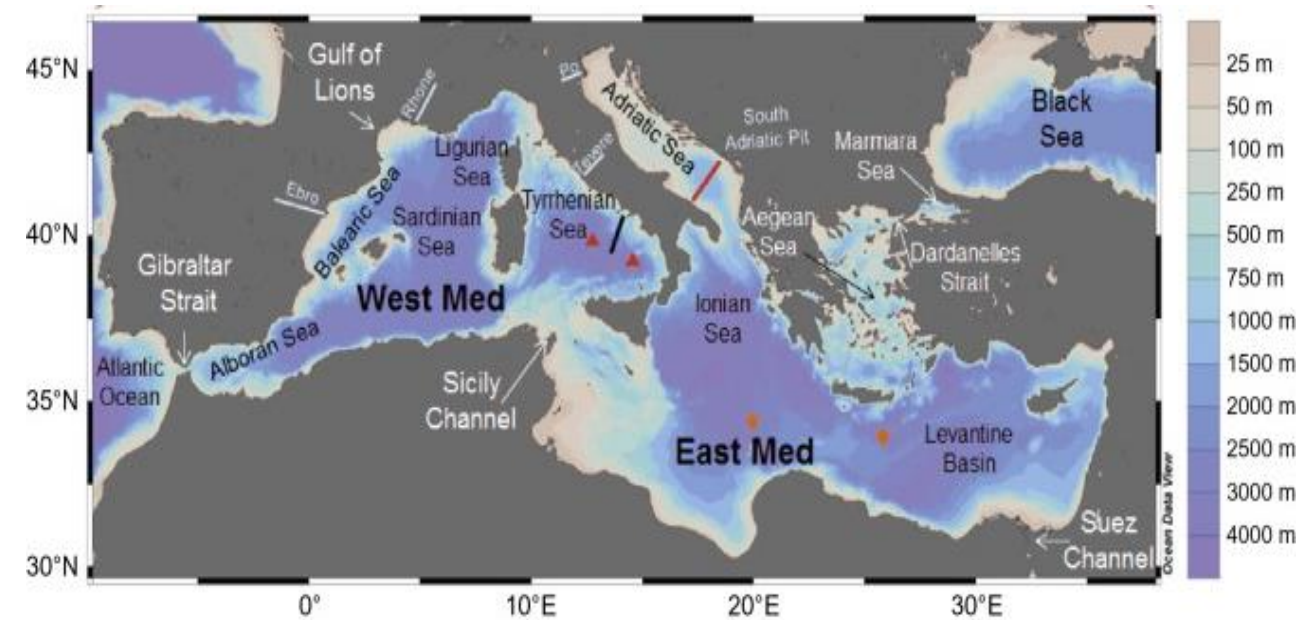 45°N
40°N
35°N
30°N
0°
10°E
20°E
30°E
Gulf of
Lions
Rhone
Po
Adriatic Sea
South
Adriatic Pit
Marmara
Sea
Black
Sea
Ligurian
Sea
Tevere
Ebro
Balearic Sea
Sardinian
Sea
Tyrrhenian
Sea
Aegean
Sea
Dardanelles
Strait
Gibraltar
Strait
West Med
Ionian
Sea
Alboran Sea
Atlantic
Ocean
Sicily
Channel
East Med
Levantine
Basin
Suez
Channel
Ocean Data View
25 m
50 m
100 m
250 m
500 m
750 m
1000 m
1500 m
2000 m
2500 m
3000 m
4000 m